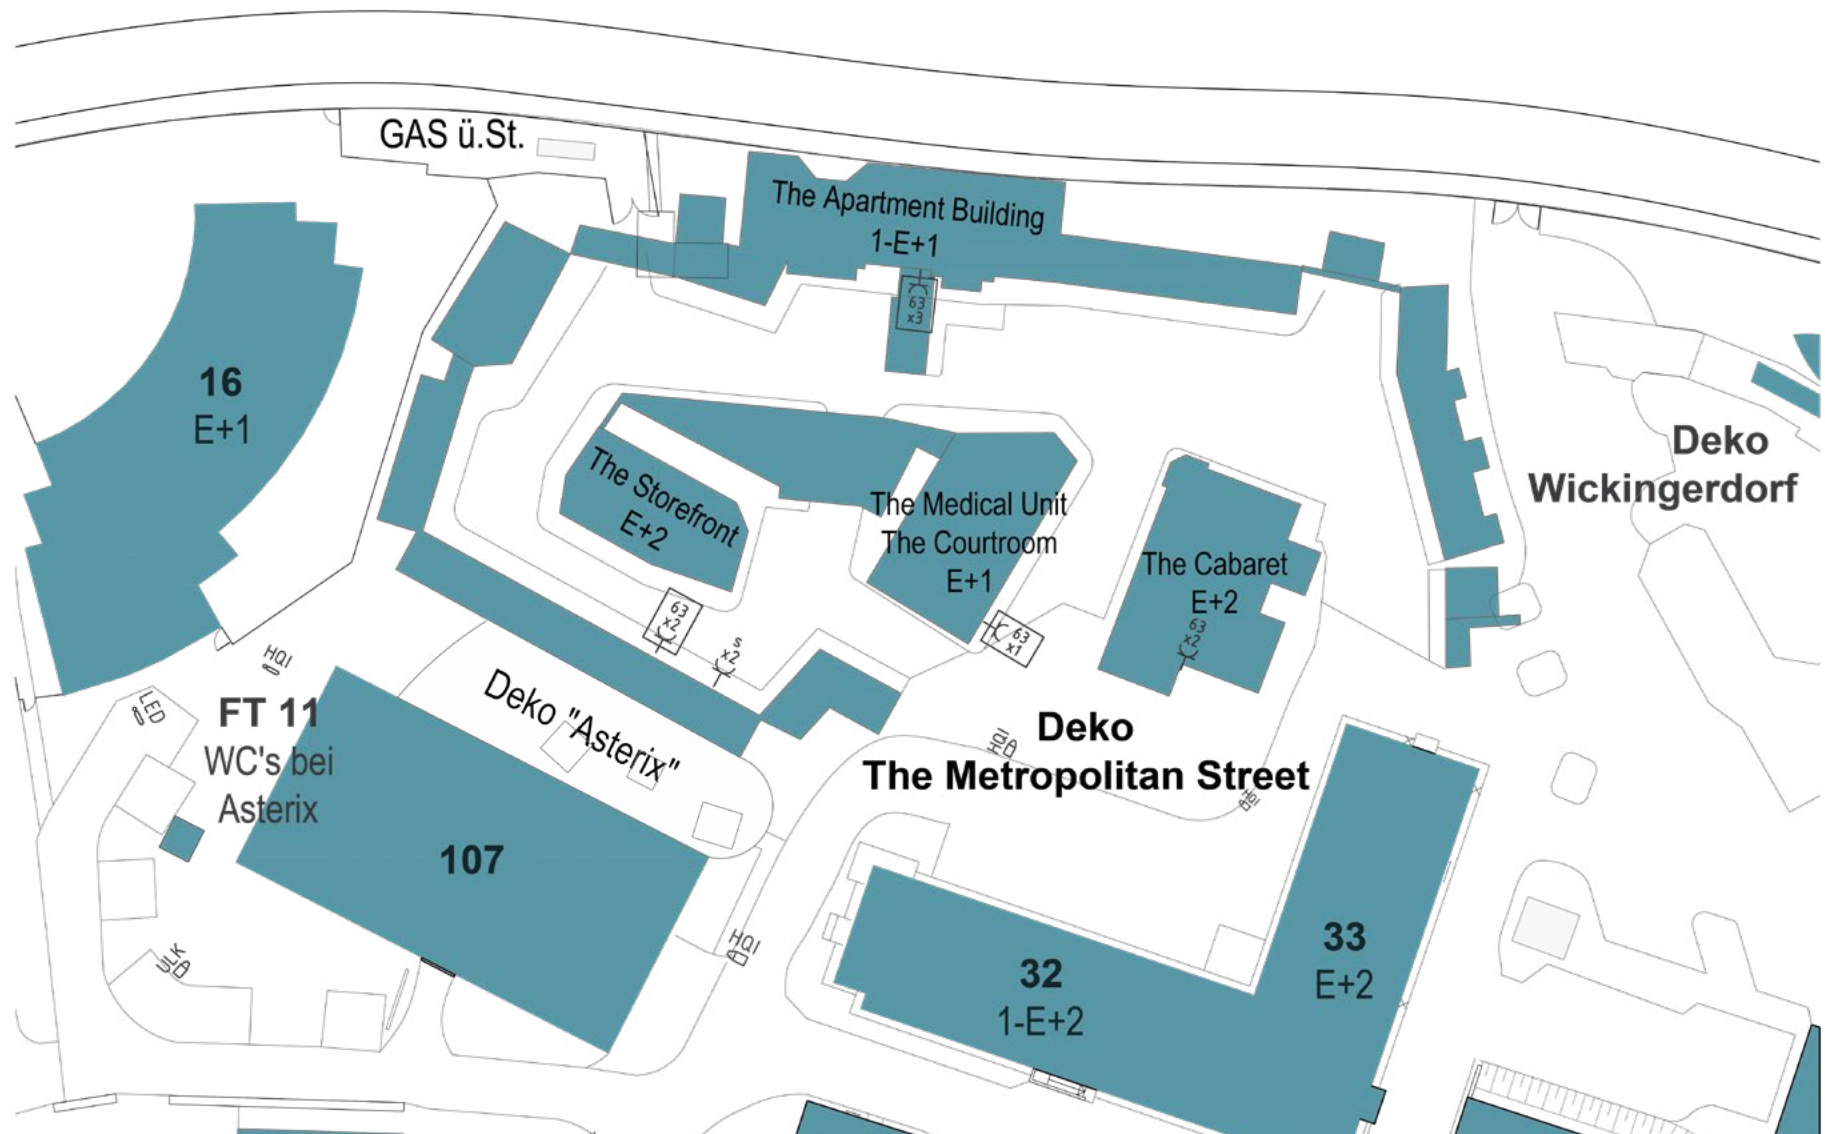 GAS ü.St.
The Apartment Building
1-E+1
63
x3
16
E+1
The Storefront
E+2
The Medical Unit
The Courtroom
E+1
The Cabaret
E+2
63
x2
Deko
Wickingerdorf
63
x2
s
x2
63
x1
HQI
LED
FT 11
WC's bei
Asterix
Deko "Asterix"
Deko
The Metropolitan Street
HQI
HQI
HQI
107
HQI
ULK
32
1-E+2
33
E+2